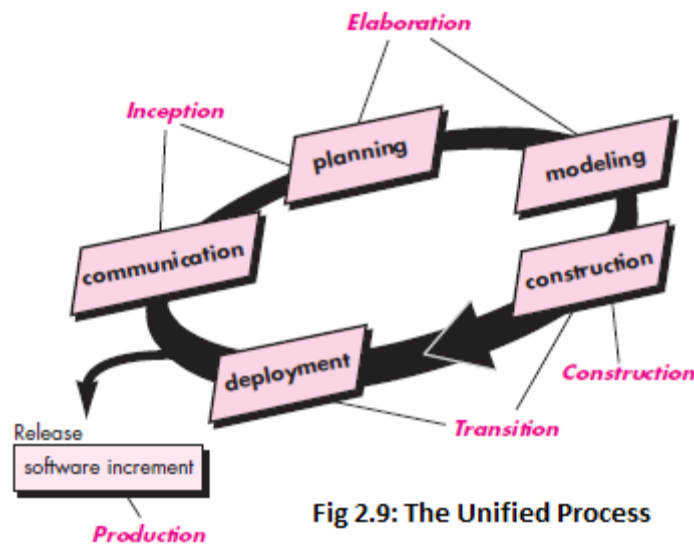 Elaboration
Inception
planning
modeling
communication
construction
deployment
Construction
Transition
Release
software increment
Fig 2.9: The Unified Process
Production